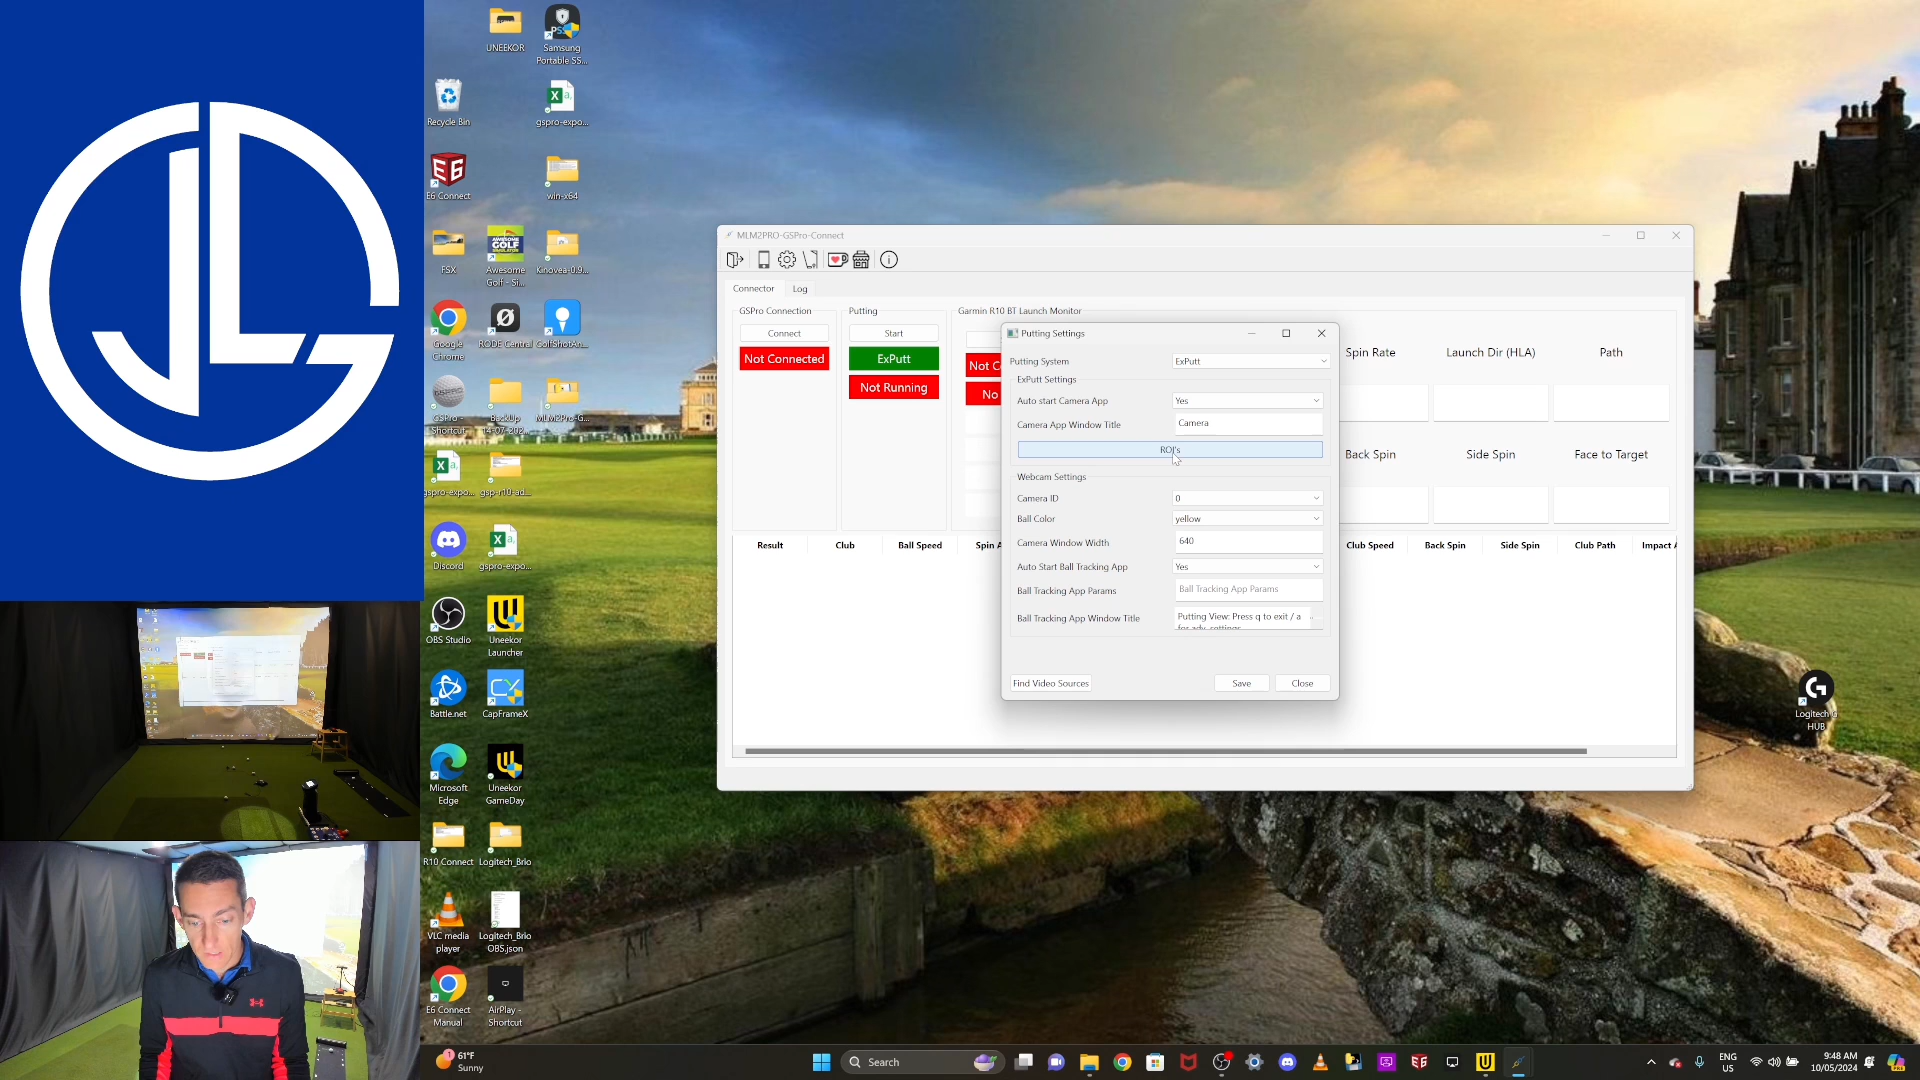 UNEEKOR
Samsung
Portable SS...
Recycle Bin
gspro-expo...
E6 Connect
win-x64
FSX
Awesome
Golf - Si...
Kinovea-0.9...
Google
Chrome
RODE Central
GolfShotAn...
GSPro -
Shortcut
BackUp
MLM2Pro-G...
gspro-expo...
gsp-r10-ad...
Discord
gspro-expo...
OBS Studio
Uneekor
Launcher
Battle.net
CapFrameX
Microsoft
Edge
Uneekor
GameDay
R10 Connect
Logitech_Brio
VLC media
player
Logitech_Brio
OBS.json
E6 Connect
Manual
AirPlay -
Shortcut
Logitech G
HUB
MLM2PRO-GSPro-Connect
Connector
Log
GSPro Connection
Connect
Not Connected
Putting
Start
ExPutt
Not Running
Garmin R10 BT Launch Monitor
Not C
No
Spin Rate
Launch Dir (HLA)
Path
Back Spin
Side Spin
Face to Target
Result
Club
Ball Speed
Spin A
Club Speed
Back Spin
Side Spin
Club Path
Impact A
Putting Settings
Putting System
ExPutt
ExPutt Settings
Auto start Camera App
Yes
Camera App Window Title
Camera
ROI's
Webcam Settings
Camera ID
0
Ball Color
yellow
Camera Window Width
640
Auto Start Ball Tracking App
Yes
Ball Tracking App Params
Ball Tracking App Params
Ball Tracking App Window Title
Putting View: Press q to exit / a
for adv. settings
Find Video Sources
Save
Close
61°F
Sunny
Search
ENG
US
9:48 AM
10/05/2024